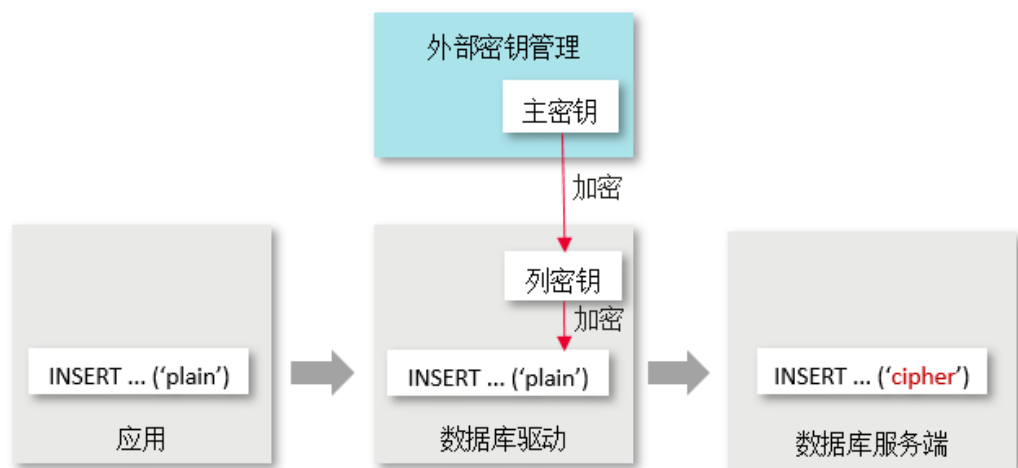 外部密钥管理
主密钥
加密
列密钥
加密
INSERT ... (‘plain’)
INSERT ... (‘plain’)
INSERT ... (‘cipher’)
应用
数据库驱动
数据库服务端